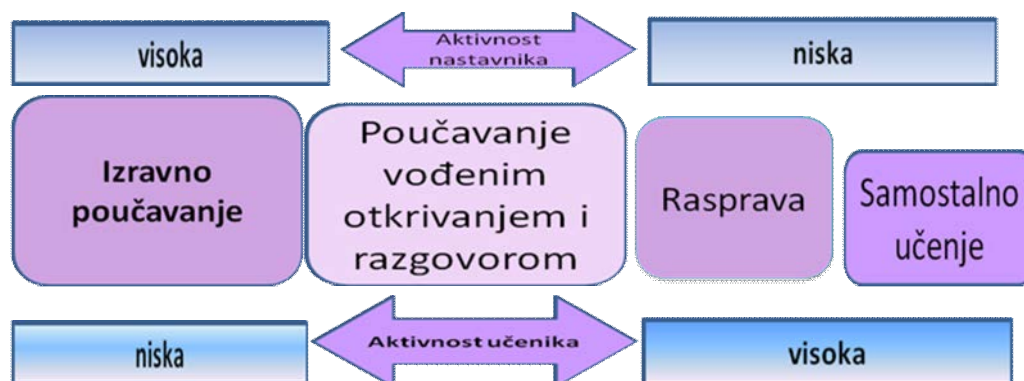 visoka
Aktivnost
nastavnika
niska
Izravno
poučavanje
Poučavanje
vođenim
otkrivanjem i
razgovorom
Rasprava
Samostalno
učenje
niska
Aktivnost učenika
visoka